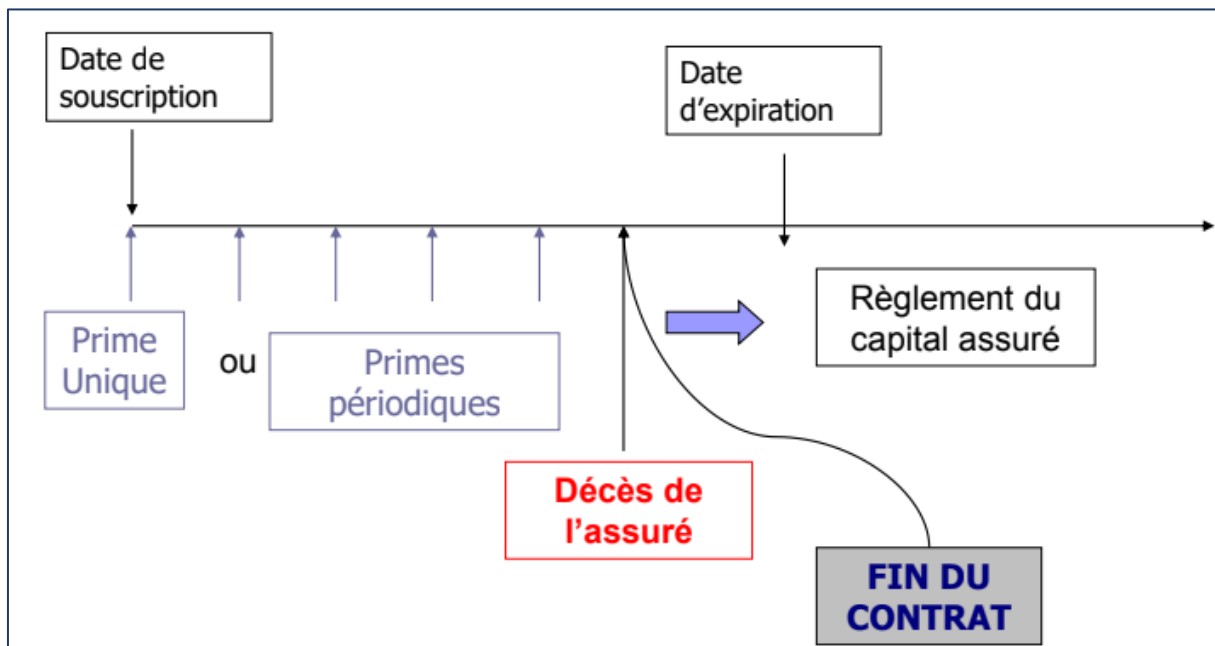 Date de
souscription
Date
d’expiration
Prime
Unique
ou
Primes
périodiques
Règlement du
capital assuré
Décès de
l’assuré
FIN DU
CONTRAT